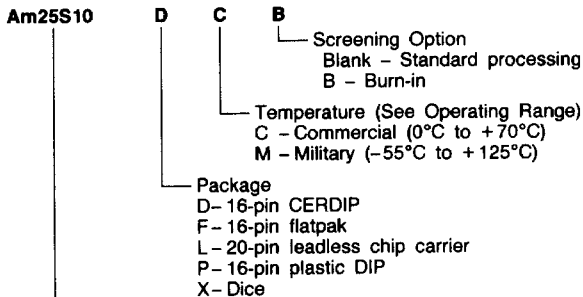 Am25S10 D C B
Screening Option
Blank – Standard processing
B – Burn-in
Temperature (See Operating Range)
C – Commercial (0°C to +70°C)
M – Military (–55°C to +125°C)
Package
D– 16-pin CERDIP
F – 16-pin flatpak
L – 20-pin leadless chip carrier
P – 16-pin plastic DIP
X– Dice